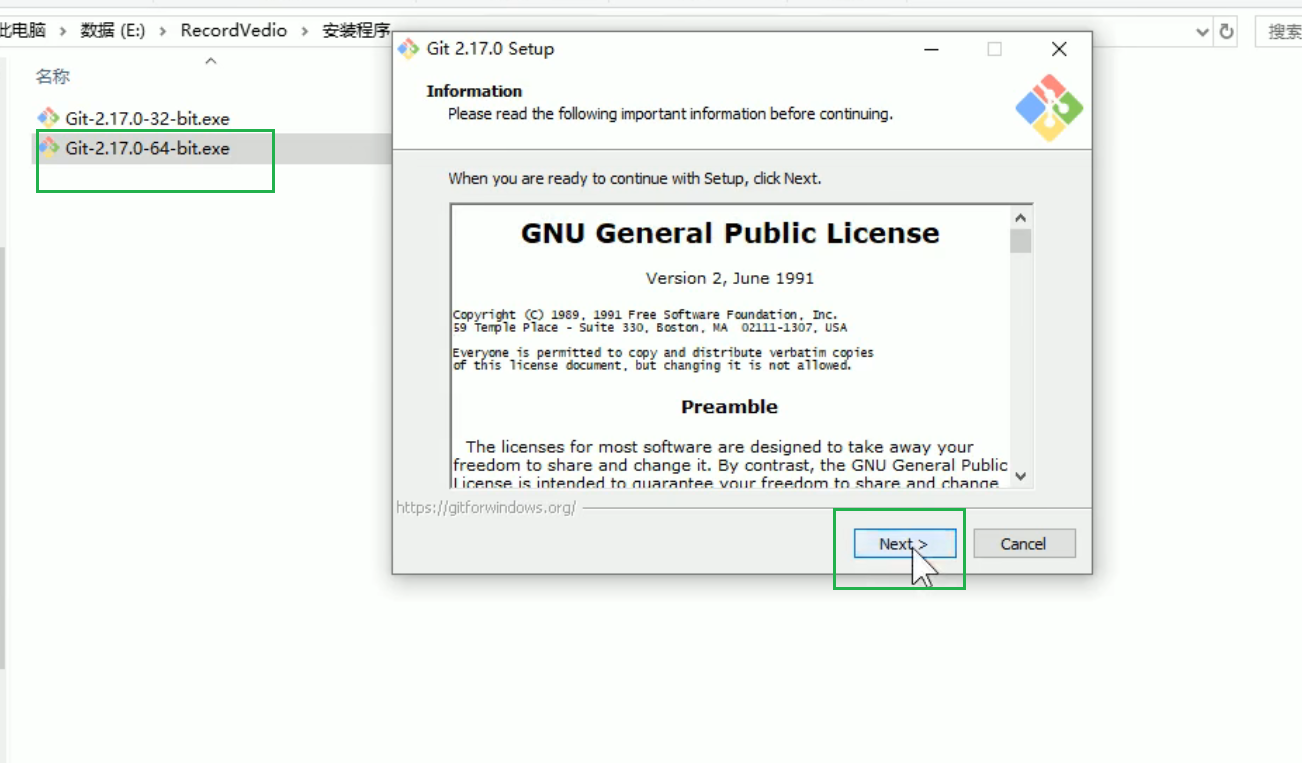 此电脑 > 数据 (E:) > RecordVedio > 安装程序
搜索
名称
Git-2.17.0-32-bit.exe
Git-2.17.0-64-bit.exe
Git 2.17.0 Setup
Information
Please read the following important information before continuing.
When you are ready to continue with Setup, click Next.
GNU General Public License
Version 2, June 1991
Copyright (C) 1989, 1991 Free Software Foundation, Inc.
59 Temple Place - Suite 330, Boston, MA  02111-1307, USA
Everyone is permitted to copy and distribute verbatim copies
of this license document, but changing it is not allowed.
Preamble
The licenses for most software are designed to take away your
freedom to share and change it. By contrast, the GNU General Public
License is intended to guarantee your freedom to share and change
https://gitforwindows.org/
Next >
Cancel